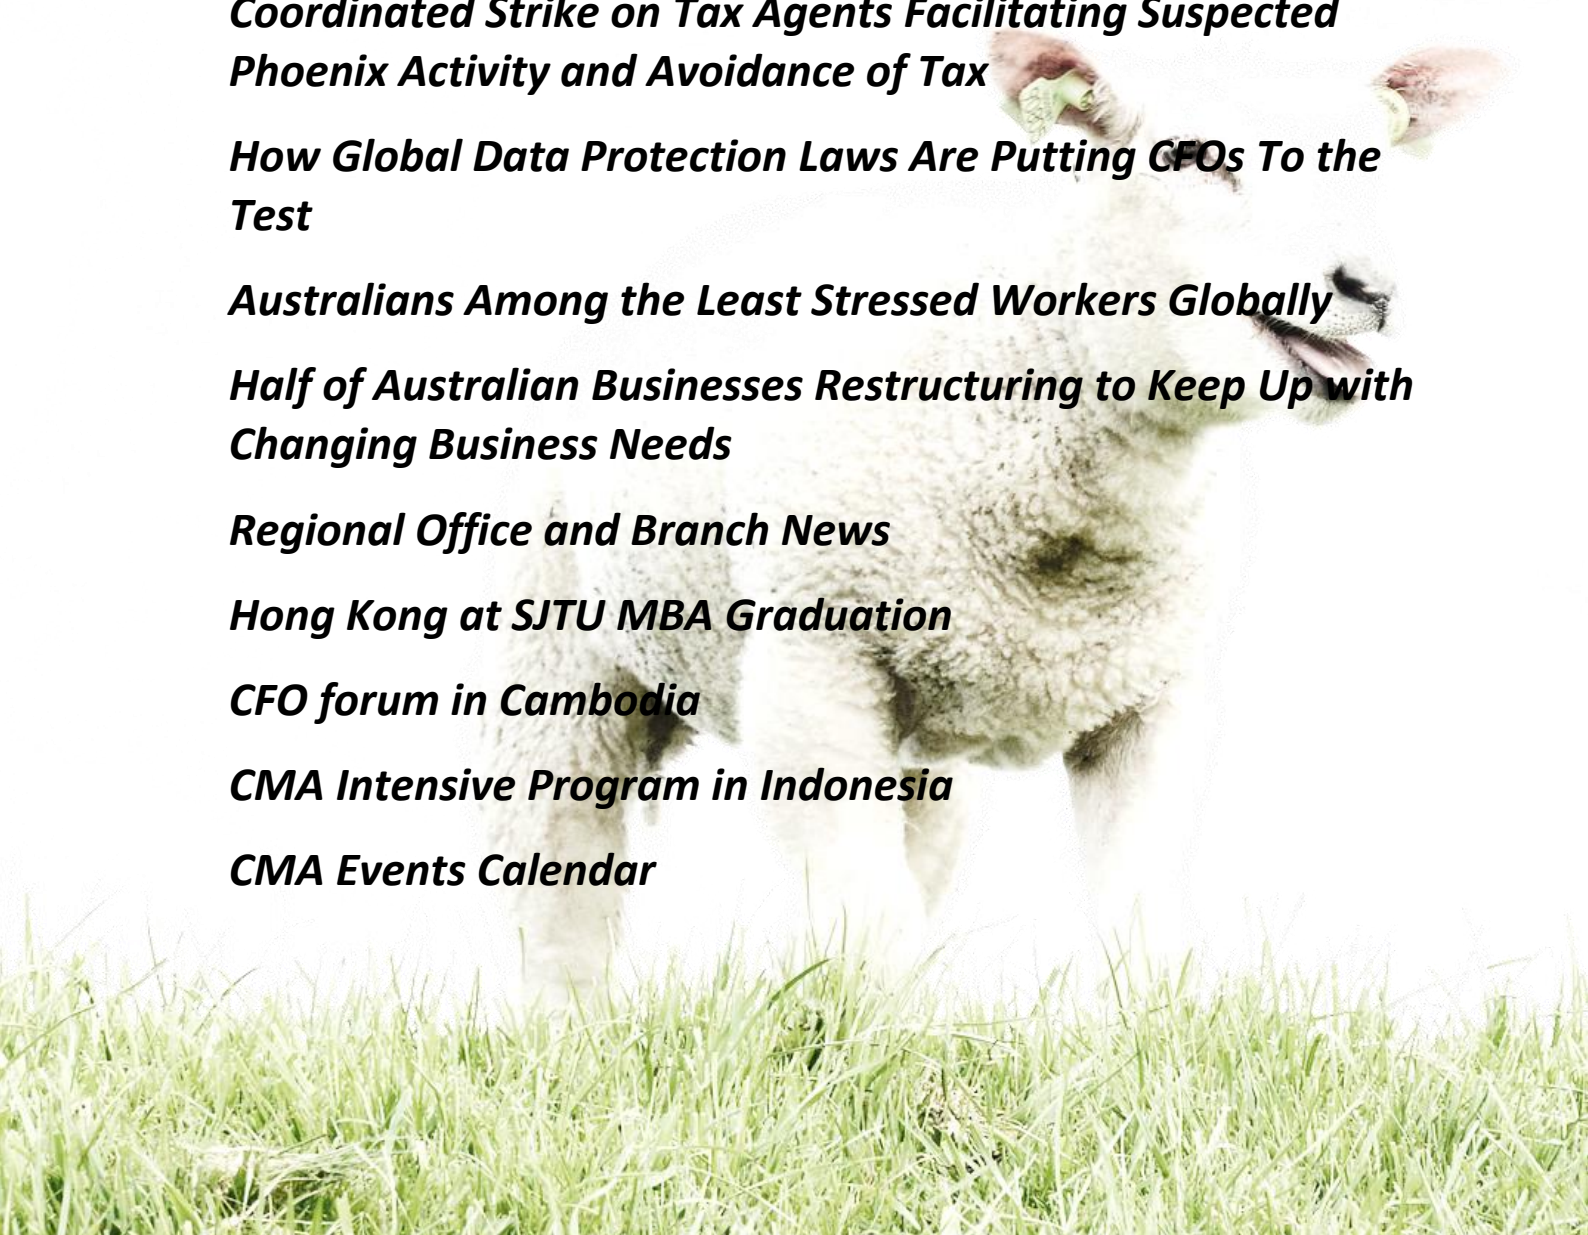 Coordinated Strike on Tax Agents Facilitating Suspected
Phoenix Activity and Avoidance of Tax
How Global Data Protection Laws Are Putting CFOs To the
Test
Australians Among the Least Stressed Workers Globally
Half of Australian Businesses Restructuring to Keep Up with
Changing Business Needs
Regional Office and Branch News
Hong Kong at SJTU MBA Graduation
CFO forum in Cambodia
CMA Intensive Program in Indonesia
CMA Events Calendar